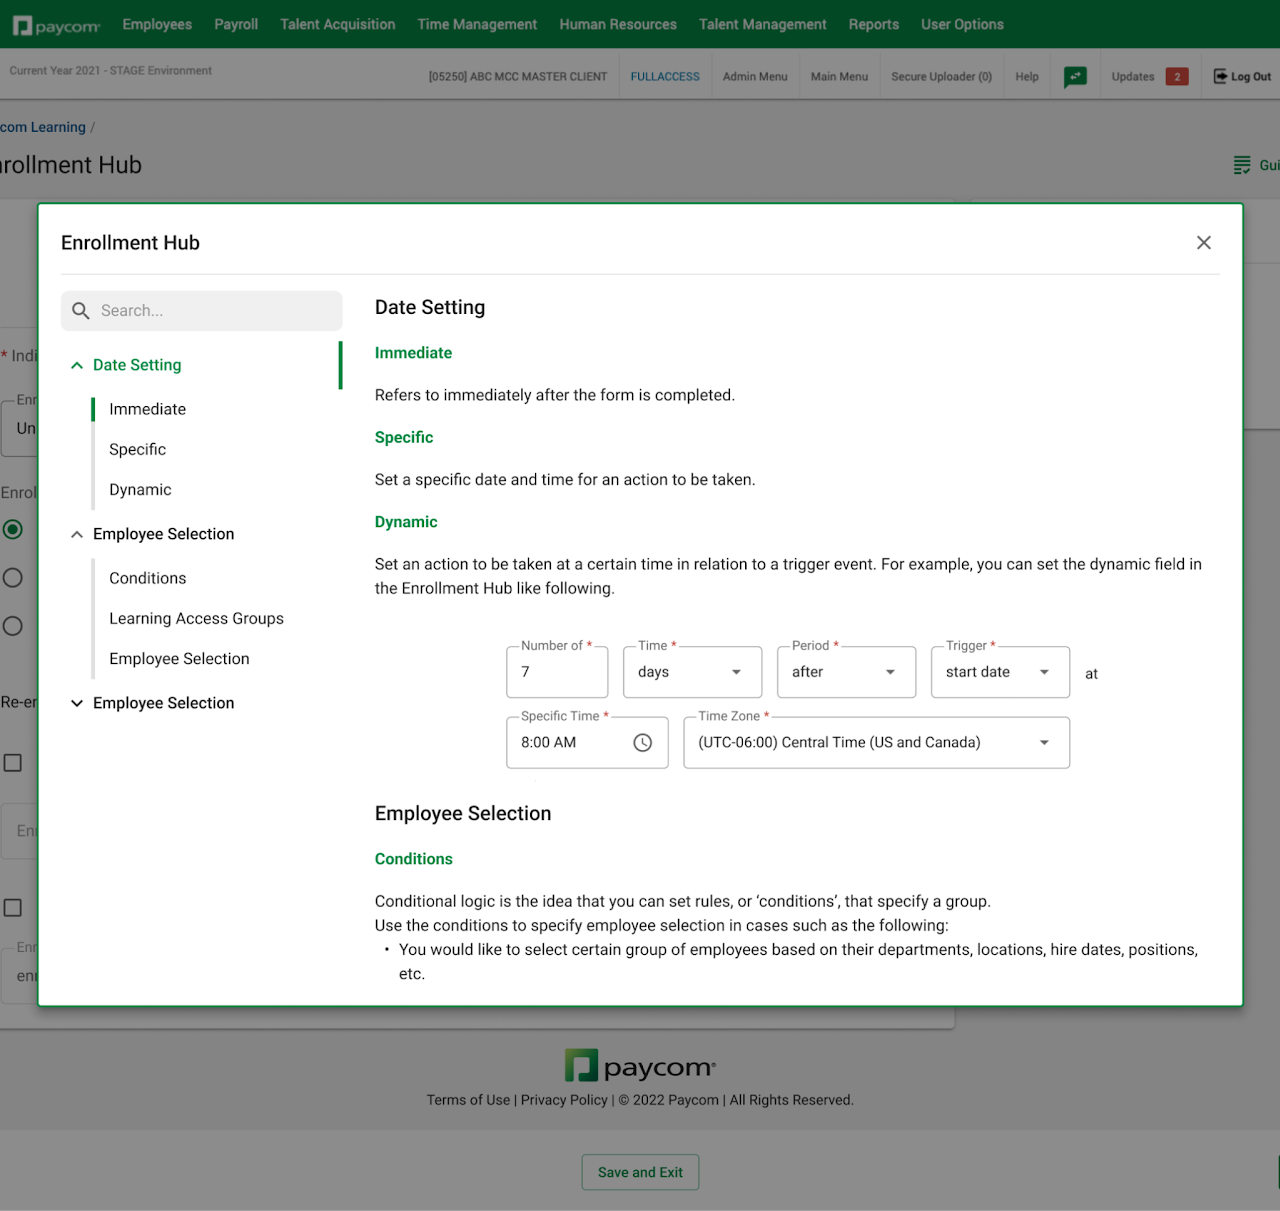 paycom Employees Payroll Talent Acquisition Time Management Human Resources Talent Management Reports User Options
Current Year 2021 - STAGE Environment [05250] ABC MCC MASTER CLIENT FULLACCESS Admin Menu Main Menu Secure Uploader (0) Help Updates 2 Log Out
com Learning /
rollment Hub Gui
Enrollment Hub
Search...
Date Setting
Immediate
Specific
Dynamic
Employee Selection
Conditions
Learning Access Groups
Employee Selection
Employee Selection
Date Setting
Immediate
Refers to immediately after the form is completed.
Specific
Set a specific date and time for an action to be taken.
Dynamic
Set an action to be taken at a certain time in relation to a trigger event. For example, you can set the dynamic field in
the Enrollment Hub like following.
Number of * Time * Period * Trigger *
7 days after start date at
Specific Time * Time Zone *
8:00 AM (UTC-06:00) Central Time (US and Canada)
Employee Selection
Conditions
Conditional logic is the idea that you can set rules, or ‘conditions’, that specify a group.
Use the conditions to specify employee selection in cases such as the following:
• You would like to select certain group of employees based on their departments, locations, hire dates, positions,
etc.
* Indi
Enr
Un
Enrol
Re-er
En
Enr
enr
paycom
Terms of Use | Privacy Policy | © 2022 Paycom | All Rights Reserved.
Save and Exit